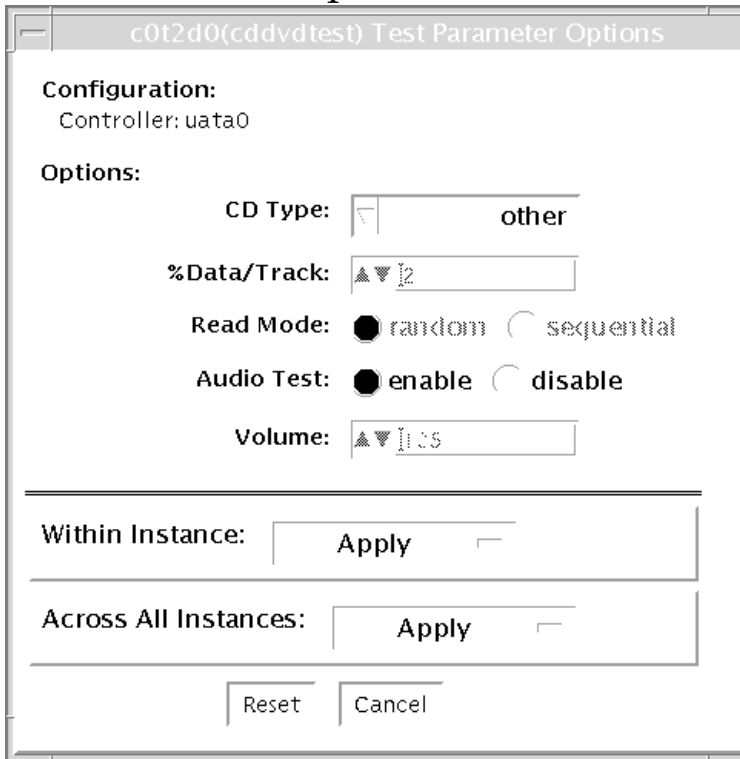 c0t2d0(cddvdtest) Test Parameter Options
Configuration:
Controller: uata0
Options:
CD Type: other
%Data/Track: 2
Read Mode: random sequential
Audio Test: enable disable
Volume:
Within Instance: Apply
Across All Instances: Apply
Reset Cancel